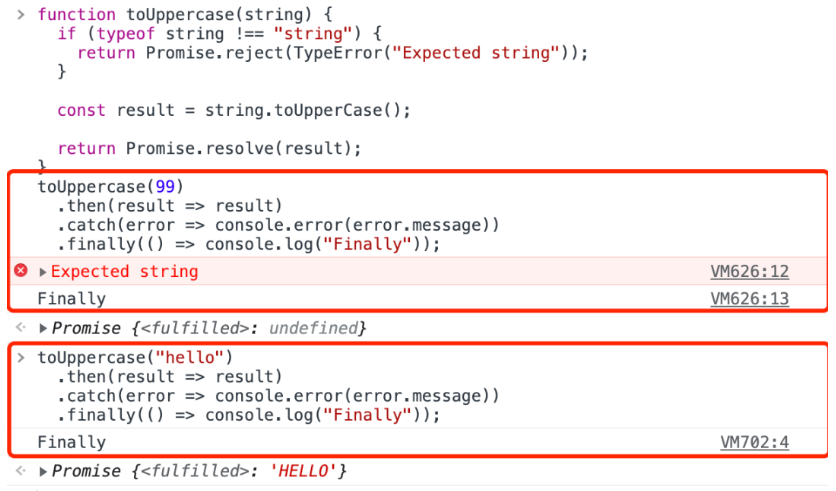 > function toUppercase(string) {
if (typeof string !== "string") {
return Promise.reject(TypeError("Expected string"));
}
const result = string.toUpperCase();
return Promise.resolve(result);
}
toUppercase(99)
.then(result => result)
.catch(error => console.error(error.message))
.finally(() => console.log("Finally"));
Expected string VM626:12
Finally VM626:13
Promise {<fulfilled>: undefined}
> toUppercase("hello")
.then(result => result)
.catch(error => console.error(error.message))
.finally(() => console.log("Finally"));
Finally VM702:4
Promise {<fulfilled>: 'HELLO'}